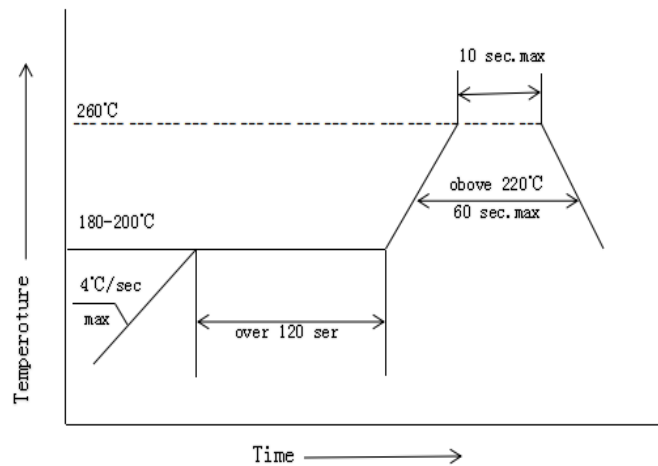 10 sec.max
260℃
obove 220℃
60 sec.max
180-200℃
4℃/sec
max
over 120 ser
Temperoture
Time